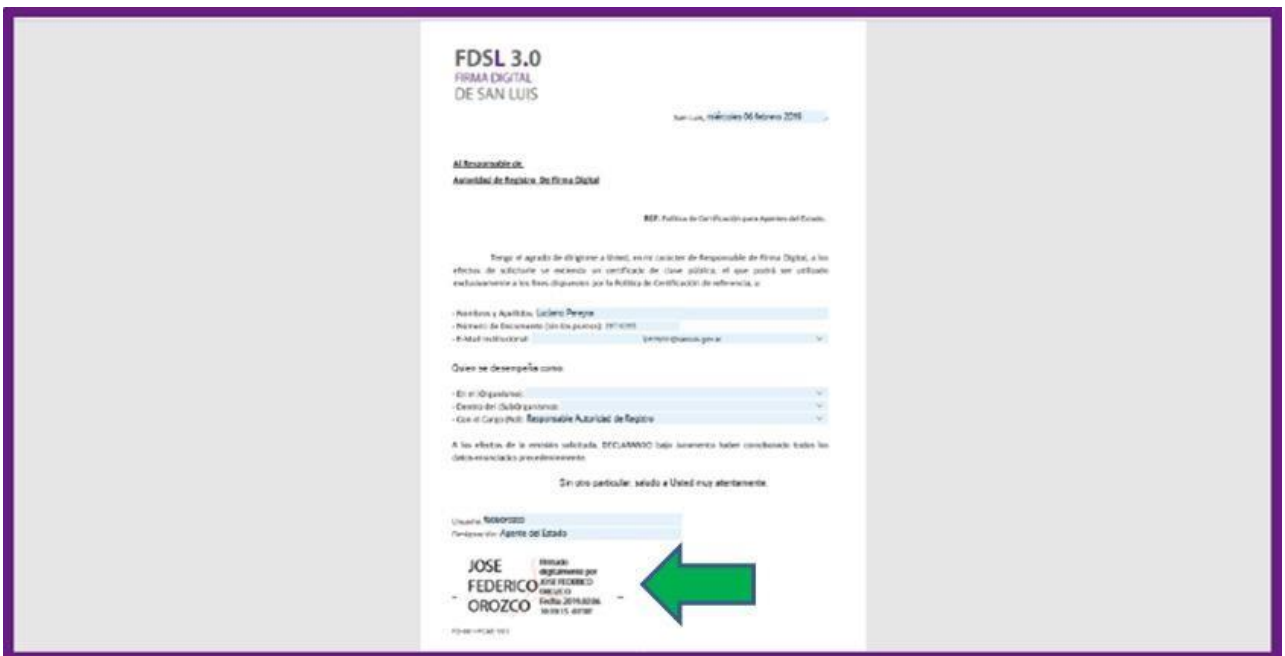 FDSL 3.0
FIRMA DIGITAL
DE SAN LUIS
San Luis, miércoles 06 febrero 2019
Al Responsable de
Autoridad de Registro De Firma Digital
REF: Política de Certificación para Agentes del Estado.
Tengo el agrado de dirigirme a Usted, en mi carácter de Responsable de Firma Digital, a los
efectos de solicitarle se extienda un certificado de clave pública, el que podrá ser utilizado
exclusivamente a los fines dispuestos por la Política de Certificación de referencia, a:
- Nombres y Apellidos: Luciano Pereyra
- Número de Documento (sin los puntos):
- E-Mail Institucional:
Quien se desempeña como:
- En el (Organismo):
- Dentro del (SubOrganismo):
- Con el Cargo (Rol): Responsable Autoridad de Registro
A los efectos de la emisión solicitada, DECLARANDO bajo juramento haber corroborado todos los
datos enunciados precedentemente.
Sin otro particular, saludo a Usted muy atentamente.
Usuario:
Designación: Agente del Estado
JOSE
FEDERICO
OROZCO
Firmado
digitalmente por
JOSE FEDERICO
OROZCO
Fecha: 2019.02.06